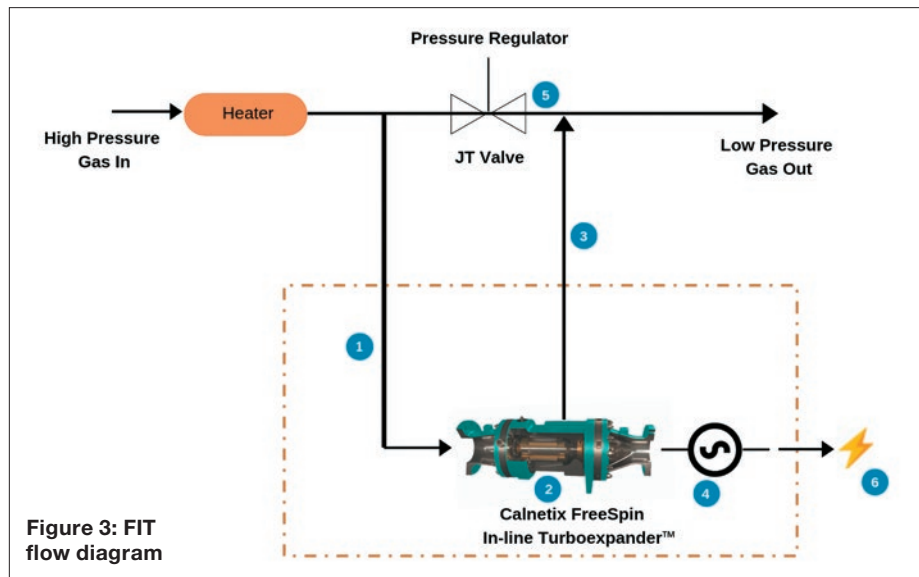 Pressure Regulator
5
Heater
High Pressure
Gas In
JT Valve
Low Pressure
Gas Out
3
1
2
4
6
Calnetix FreeSpin
In-line Turboexpander™
Figure 3: FIT
flow diagram